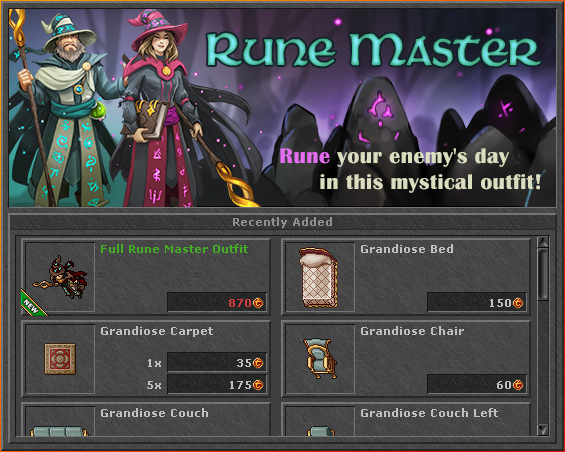 Rune Master
Rune your enemy's day
in this mystical outfit!
Recently Added
Full Rune Master Outfit
NEW
870
Grandiose Bed
150
Grandiose Carpet
1x 35
5x 175
Grandiose Chair
60
Grandiose Couch
Grandiose Couch Left